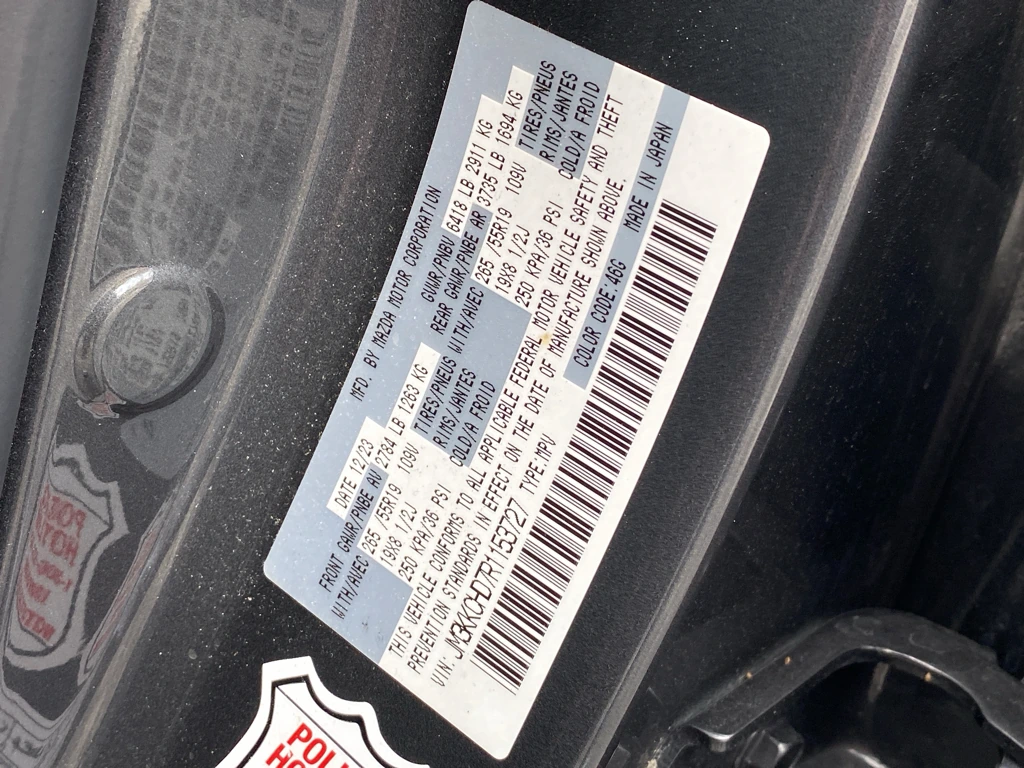 MFD. BY MAZDA MOTOR CORPORATION
DATE 12/23
GVWR/PNBV 6418 LB 2911 KG
FRONT GAWR/PNBE AV 2784 LB 1263 KG
REAR GAWR/PNBE AR 3735 LB 1694 KG
WITH/AVEC 265 /55R19 109V TIRES/PNEUS
WITH/AVEC 265 /55R19 109V TIRES/PNEUS
19X8 1/2J RIMS/JANTES
19X8 1/2J RIMS/JANTES
250 KPA/36 PSI COLD/A FROID
250 KPA/36 PSI COLD/A FROID
THIS VEHICLE CONFORMS TO ALL APPLICABLE FEDERAL MOTOR VEHICLE SAFETY AND THEFT
PREVENTION STANDARDS IN EFFECT ON THE DATE OF MANUFACTURE SHOWN ABOVE.
VIN: JM3KKCHD7R1153727 TYPE:MPV
COLOR CODE:46G
MADE IN JAPAN